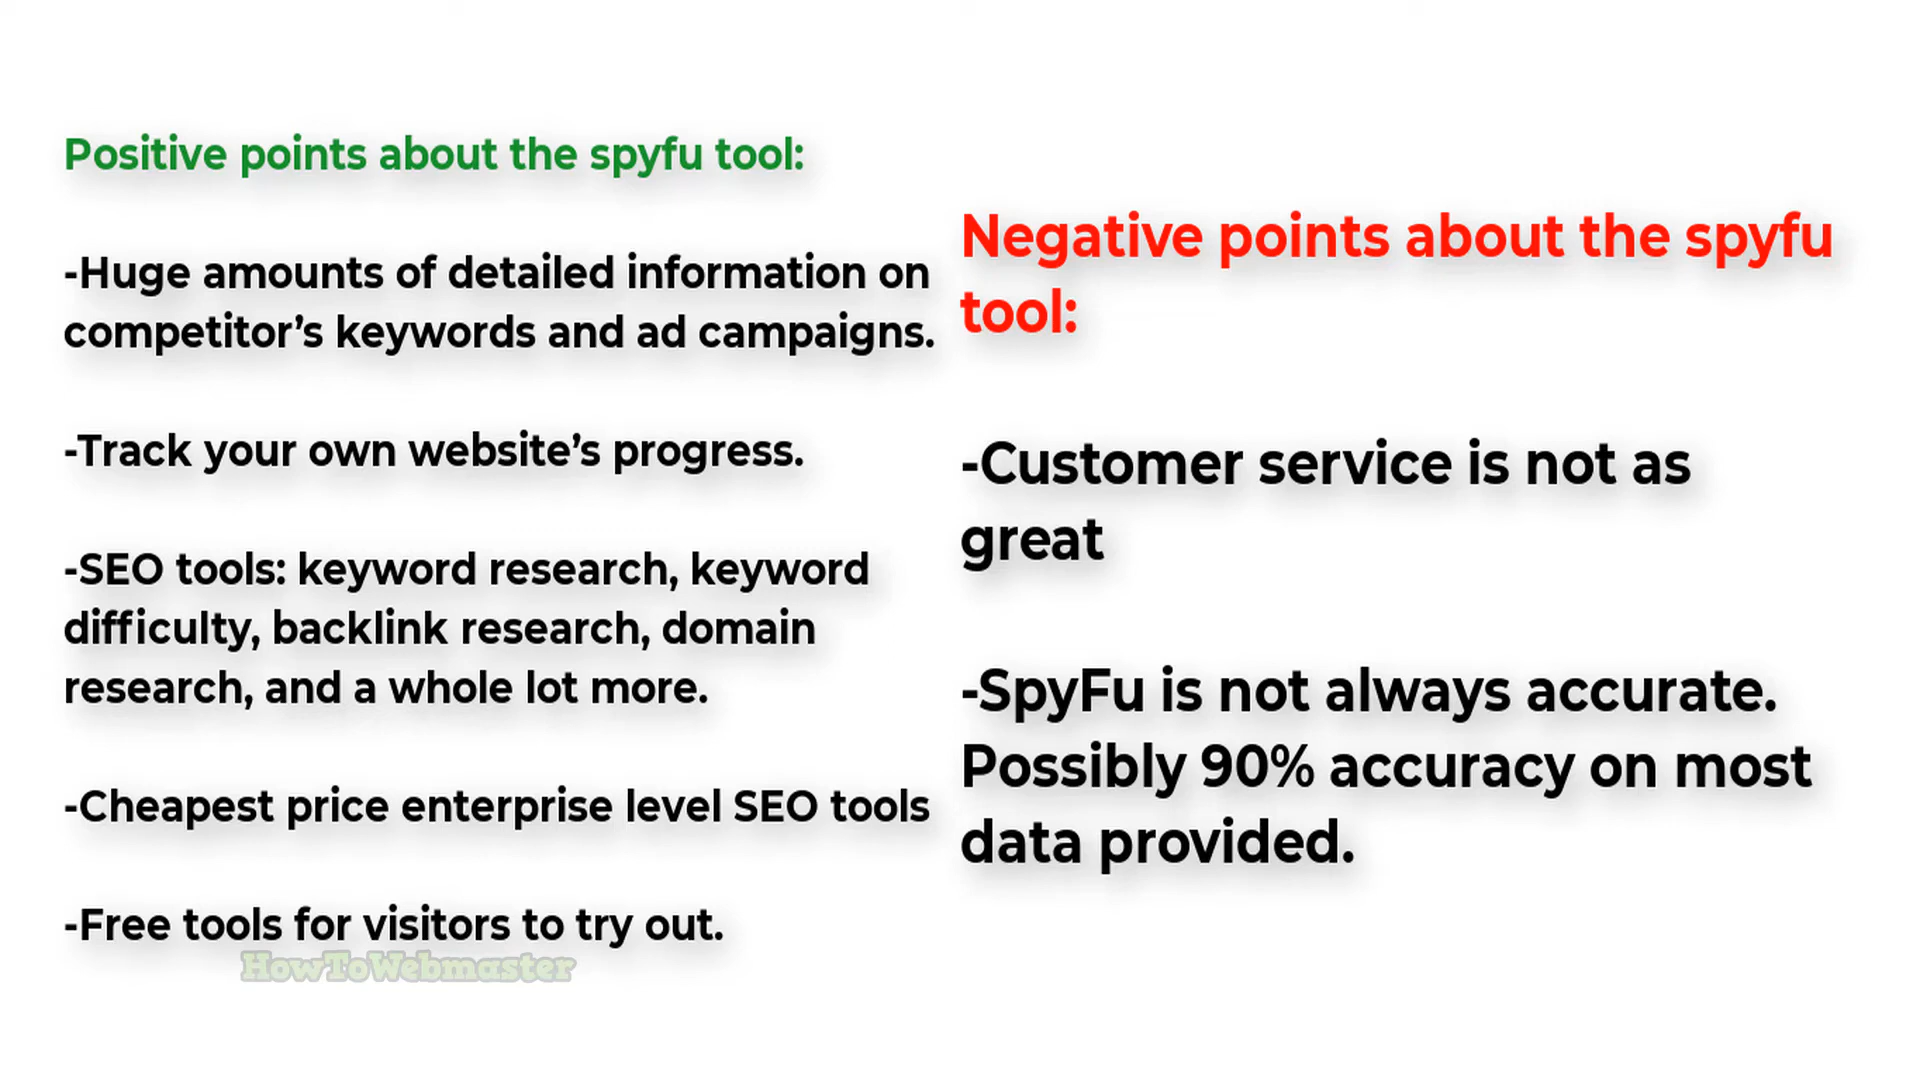 Positive points about the spyfu tool:
-Huge amounts of detailed information on
competitor’s keywords and ad campaigns.
-Track your own website’s progress.
-SEO tools: keyword research, keyword
difficulty, backlink research, domain
research, and a whole lot more.
-Cheapest price enterprise level SEO tools
-Free tools for visitors to try out.
HowToWebmaster
Negative points about the spyfu
tool:
-Customer service is not as
great
-SpyFu is not always accurate.
Possibly 90% accuracy on most
data provided.